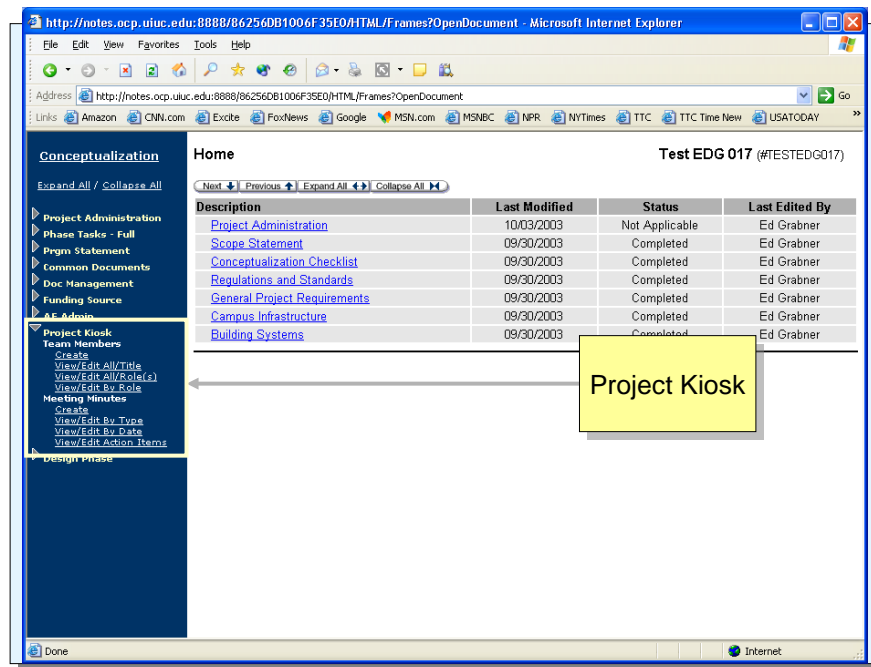 http://notes.ocp.uiuc.edu:8888/86256DB1006F35E0/HTML/Frames?OpenDocument - Microsoft Internet Explorer
File Edit View Favorites Tools Help
Address http://notes.ocp.uiuc.edu:8888/86256DB1006F35E0/HTML/Frames?OpenDocument Go
Links Amazon CNN.com Excite FoxNews Google MSN.com MSNBC NPR NYTimes TTC TTC Time New USATODAY »
Conceptualization
Expand All / Collapse All
Project Administration
Phase Tasks - Full
Prgm Statement
Common Documents
Doc Management
Funding Source
AE Admin
Project Kiosk
Team Members
Create
View/Edit All/Title
View/Edit All/Role(s)
View/Edit By Role
Meeting Minutes
Create
View/Edit By Type
View/Edit By Date
View/Edit Action Items
Design Phase
Home Test EDG 017 (#TESTEDG017)
Next Previous Expand All Collapse All
Description Last Modified Status Last Edited By
Project Administration 10/03/2003 Not Applicable Ed Grabner
Scope Statement 09/30/2003 Completed Ed Grabner
Conceptualization Checklist 09/30/2003 Completed Ed Grabner
Regulations and Standards 09/30/2003 Completed Ed Grabner
General Project Requirements 09/30/2003 Completed Ed Grabner
Campus Infrastructure 09/30/2003 Completed Ed Grabner
Building Systems 09/30/2003 Completed Ed Grabner
Project Kiosk
Done Internet